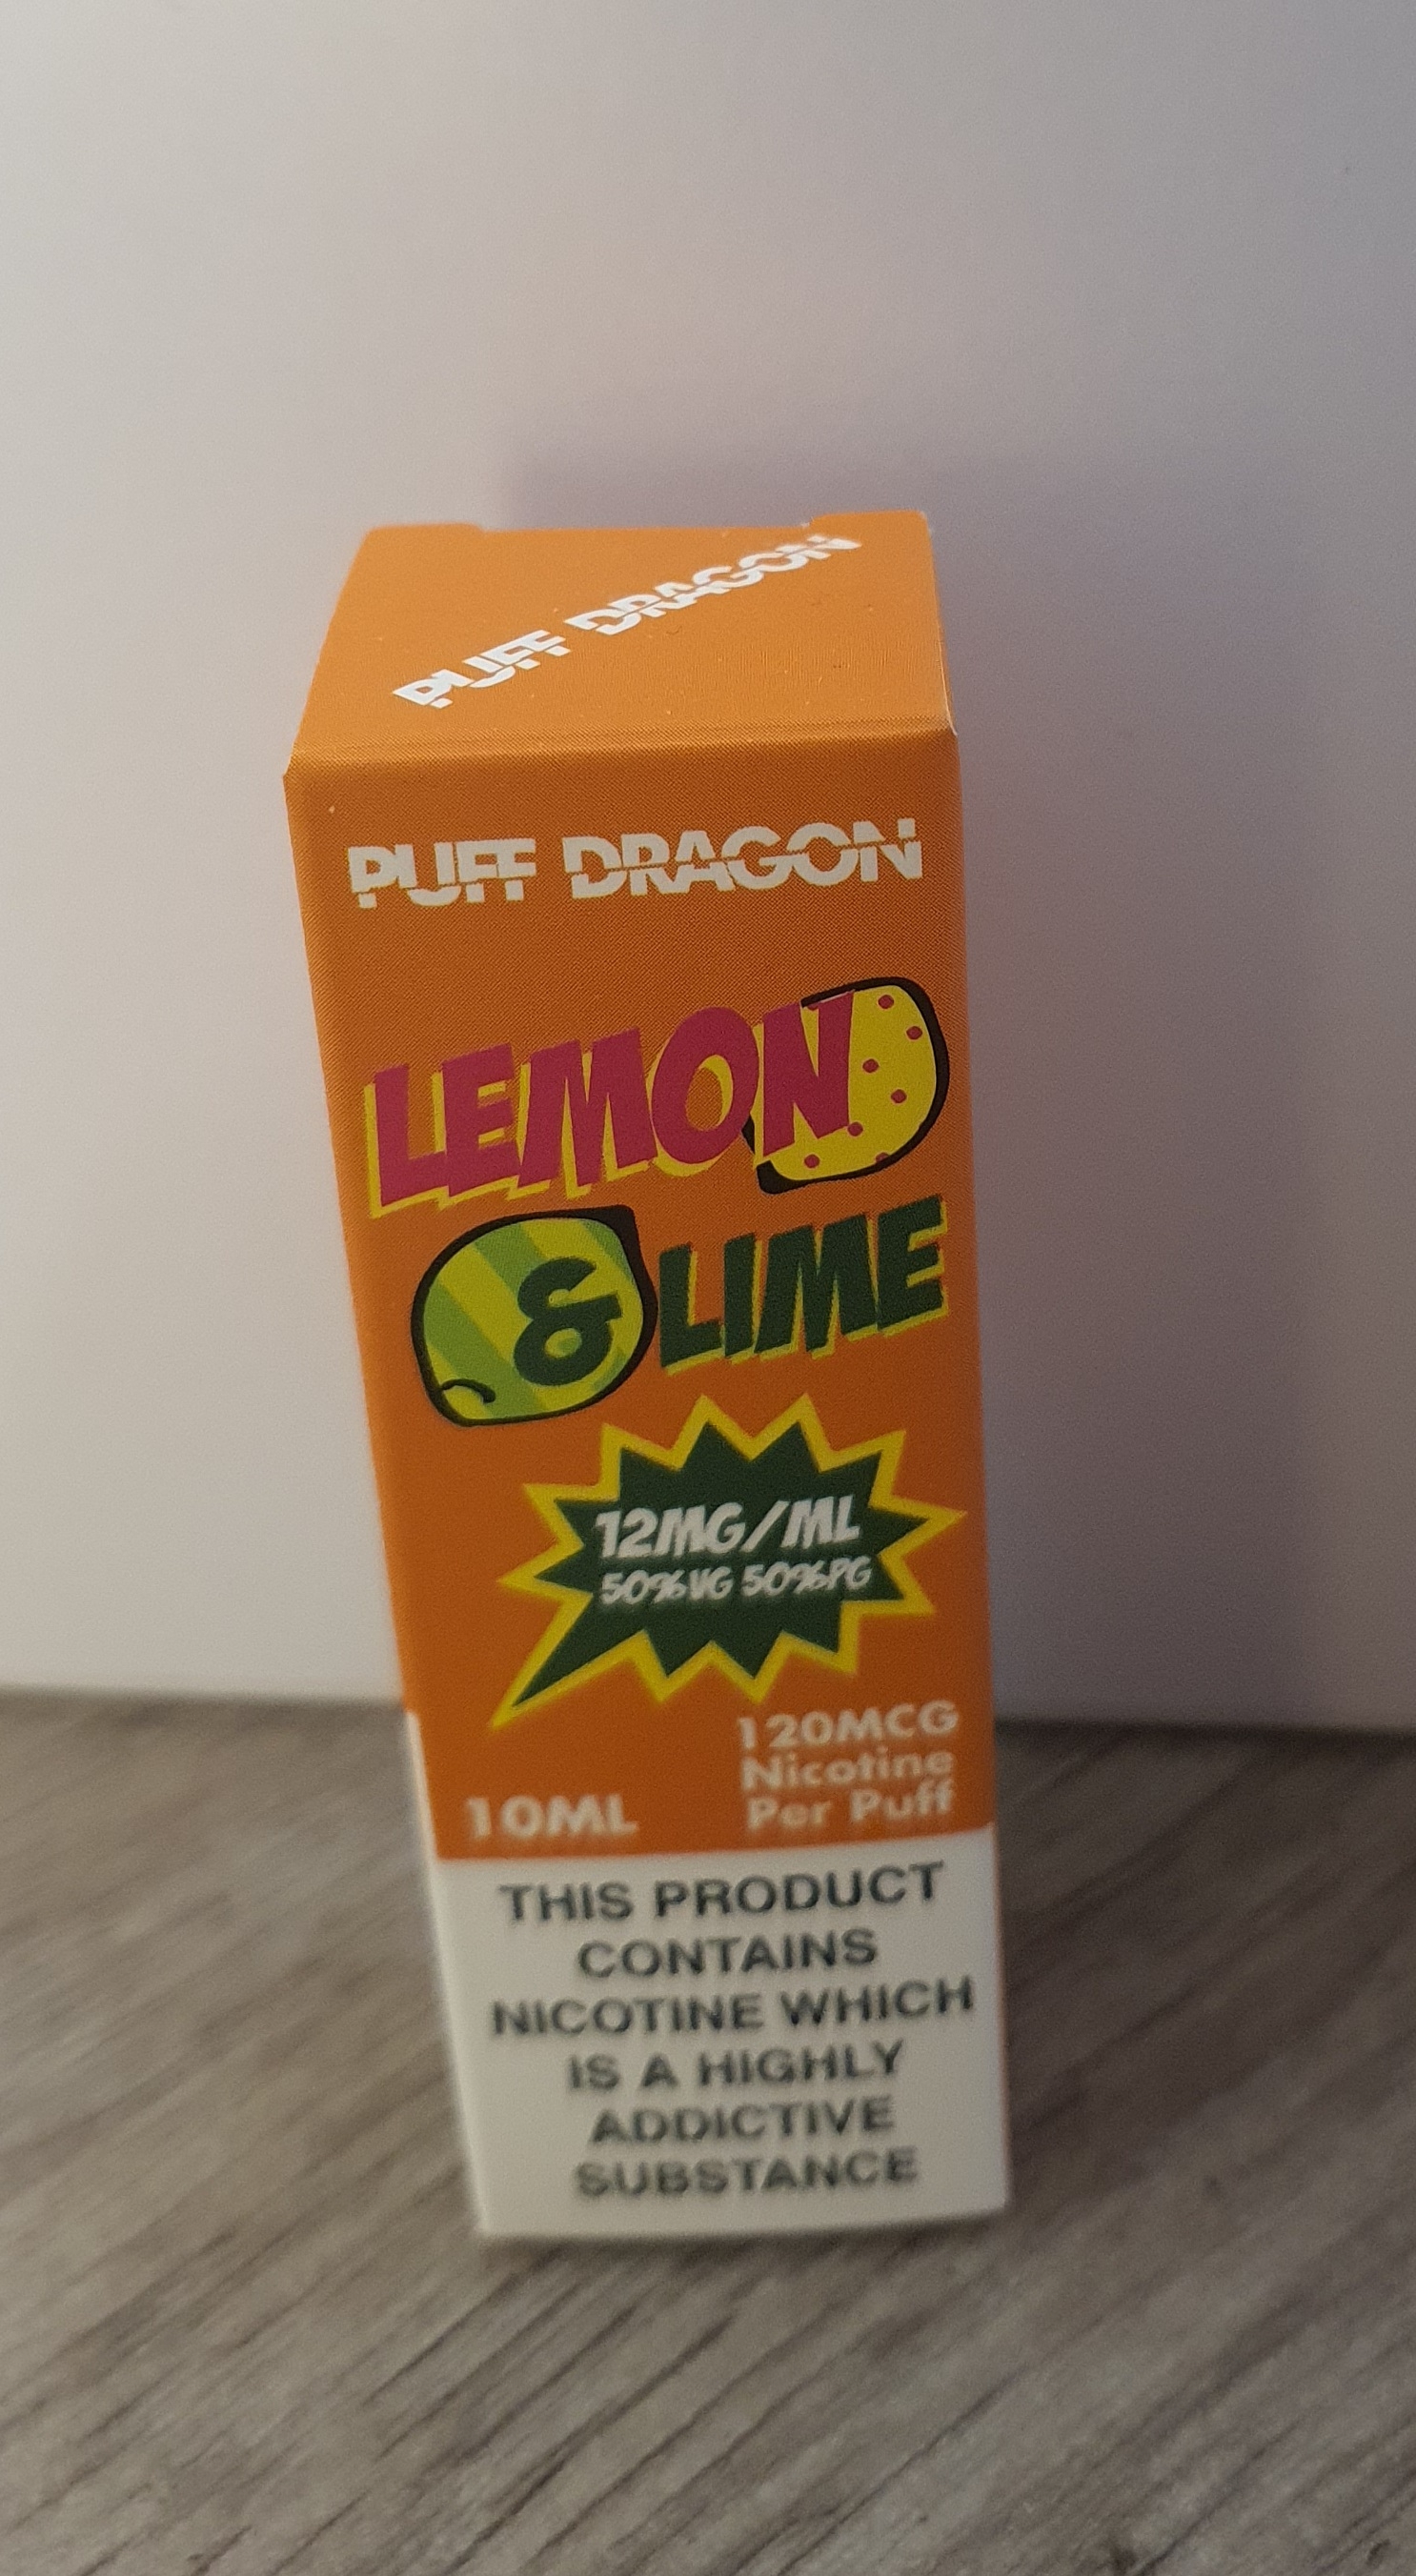 PUFF DRAGON
PUFF DRAGON
LEMON
& LIME
12MG/ML
50%VG 50%PG
120MCG
Nicotine
Per Puff
10ML
THIS PRODUCT
CONTAINS
NICOTINE WHICH
IS A HIGHLY
ADDICTIVE
SUBSTANCE